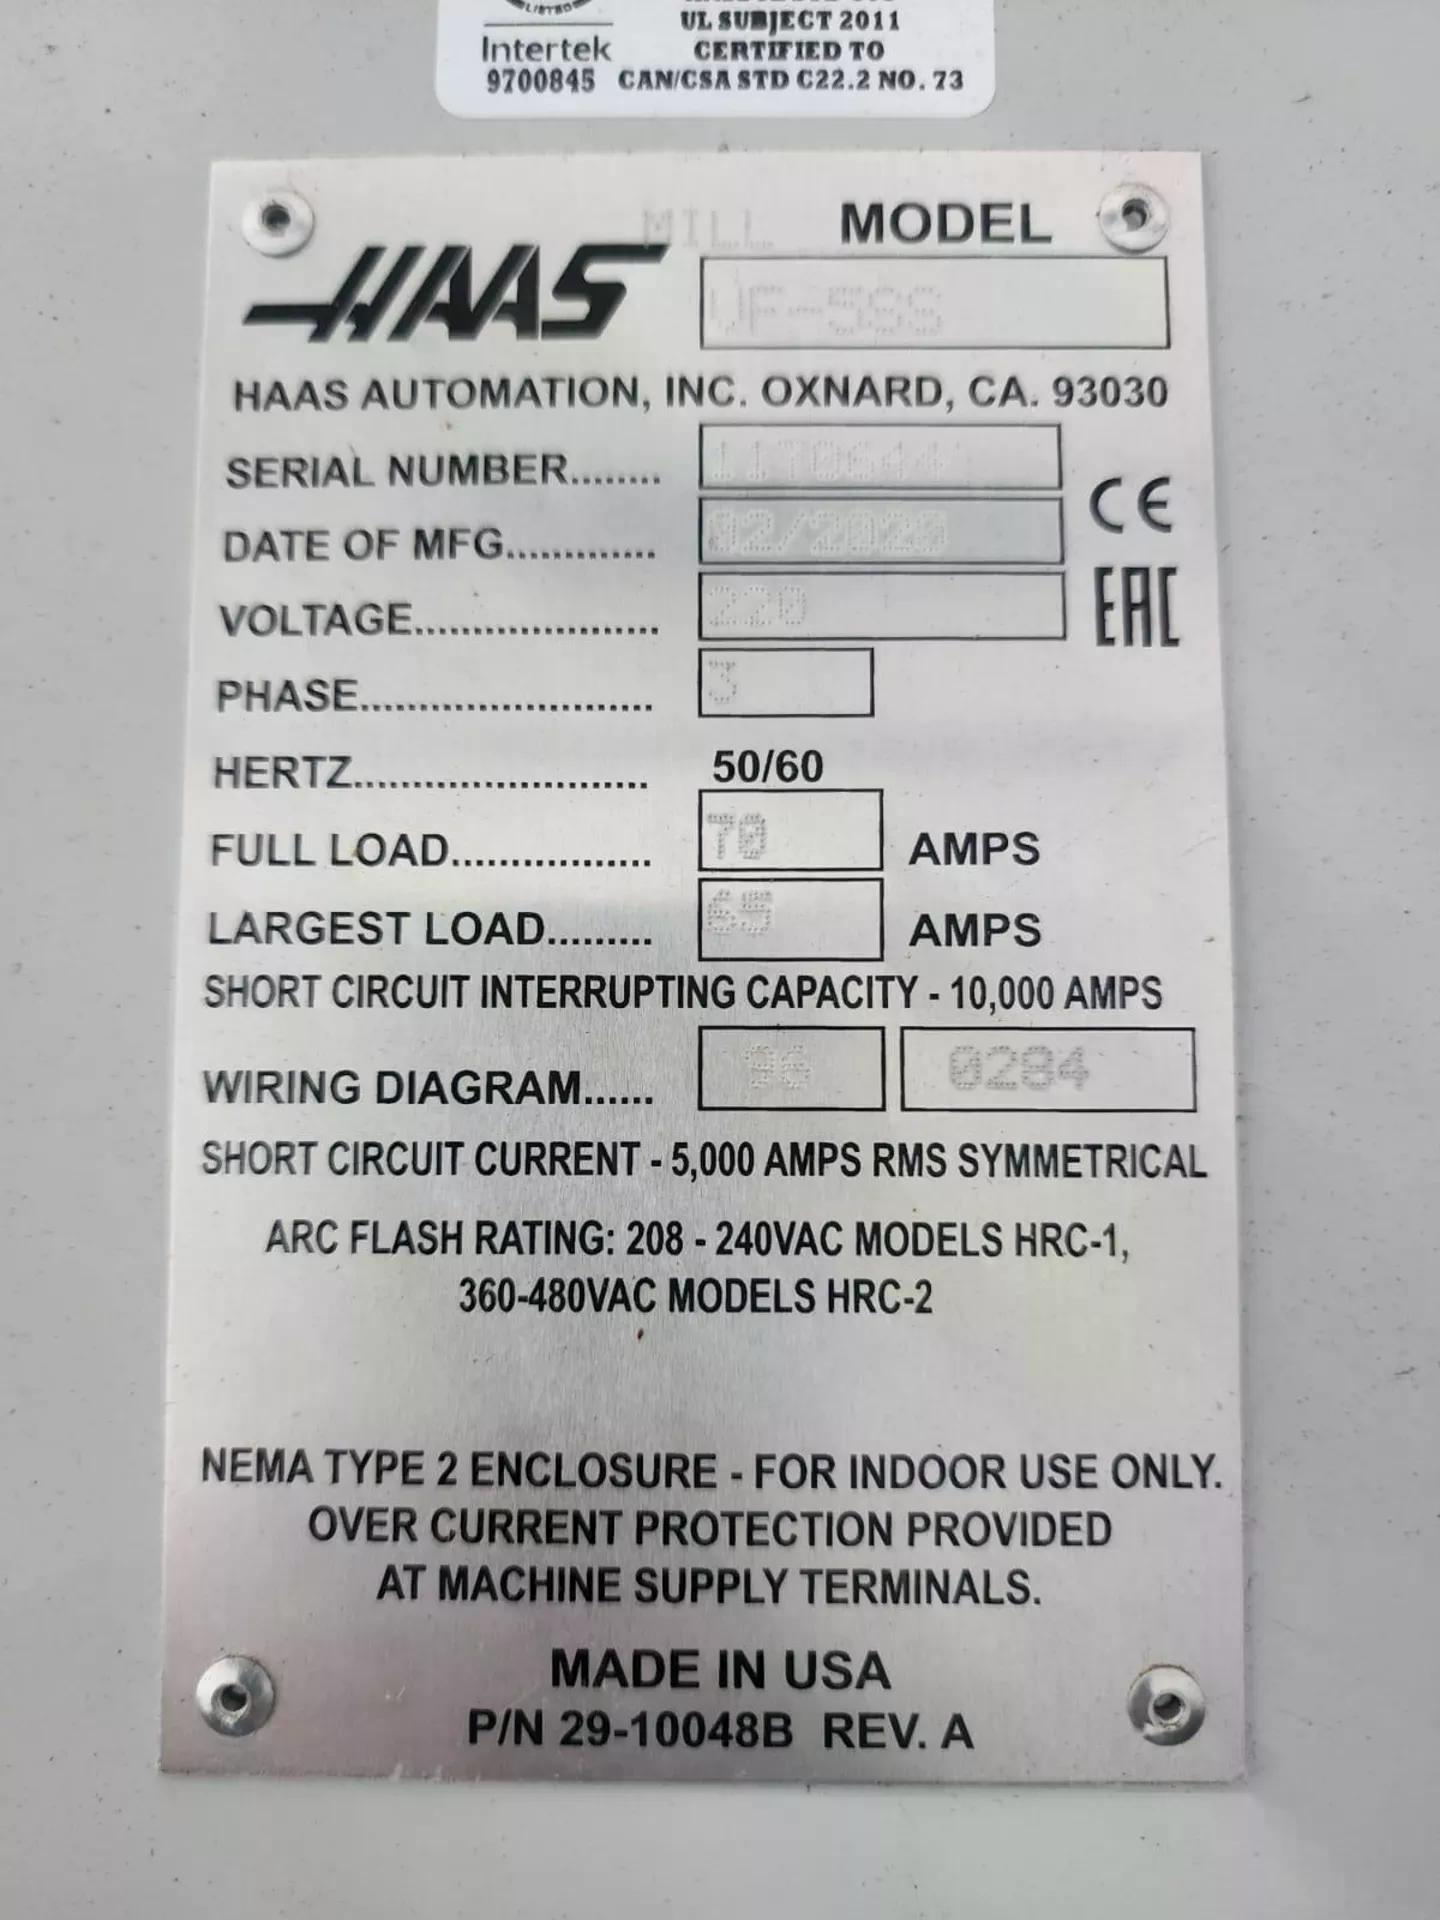 LISTED
UL SUBJECT 2011
Intertek CERTIFIED TO
9700845 CAN/CSA STD C22.2 NO. 73
MILL MODEL
HAAS
HAAS AUTOMATION, INC. OXNARD, CA. 93030
SERIAL NUMBER........
CE
DATE OF MFG............. 02/2020
VOLTAGE..................... 220
EAC
PHASE......................... 3
HERTZ......................... 50/60
FULL LOAD................. 70 AMPS
LARGEST LOAD......... 65 AMPS
SHORT CIRCUIT INTERRUPTING CAPACITY - 10,000 AMPS
WIRING DIAGRAM...... 96 0284
SHORT CIRCUIT CURRENT - 5,000 AMPS RMS SYMMETRICAL
ARC FLASH RATING: 208 - 240VAC MODELS HRC-1,
360-480VAC MODELS HRC-2
NEMA TYPE 2 ENCLOSURE - FOR INDOOR USE ONLY.
OVER CURRENT PROTECTION PROVIDED
AT MACHINE SUPPLY TERMINALS.
MADE IN USA
P/N 29-10048B REV. A